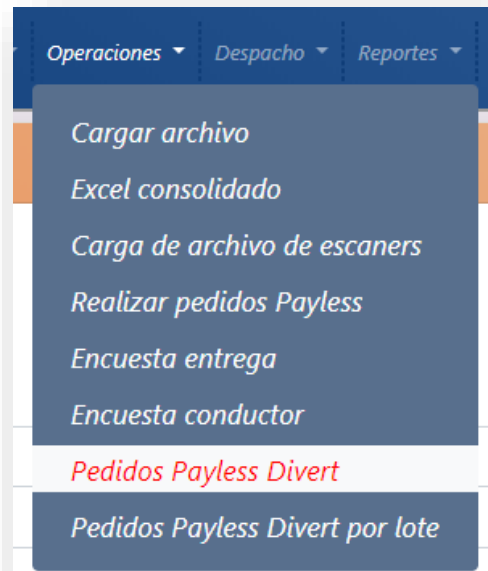 Operaciones
Despacho
Reportes
Cargar archivo
Excel consolidado
Carga de archivo de escaners
Realizar pedidos Payless
Encuesta entrega
Encuesta conductor
Pedidos Payless Divert
Pedidos Payless Divert por lote